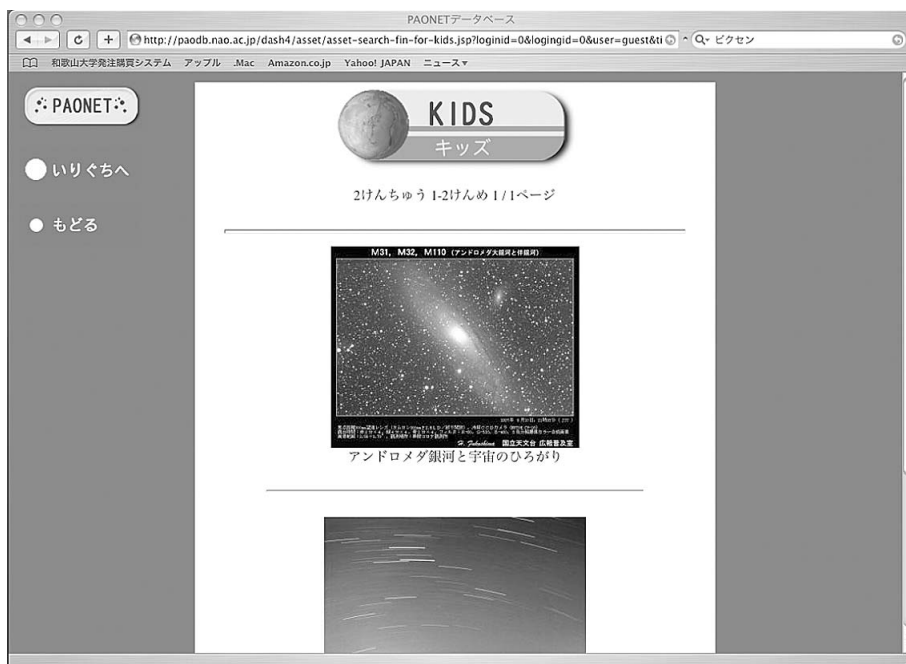 PAONETデータベース
http://paodb.nao.ac.jp/dash4/asset/asset-search-fin-for-kids.jsp?loginid=0&logingid=0&user=guest&ti
ビクセン
和歌山大学発注購買システム アップル .Mac Amazon.co.jp Yahoo! JAPAN ニュース▼
PAONET
いりぐちへ
もどる
KIDS
キッズ
2けんちゅう 1-2けんめ 1 / 1ページ
M31, M32, M110 (アンドロメダ大銀河と伴銀河)
H. Fukushima 国立天文台 広報普及室
アンドロメダ銀河と宇宙のひろがり